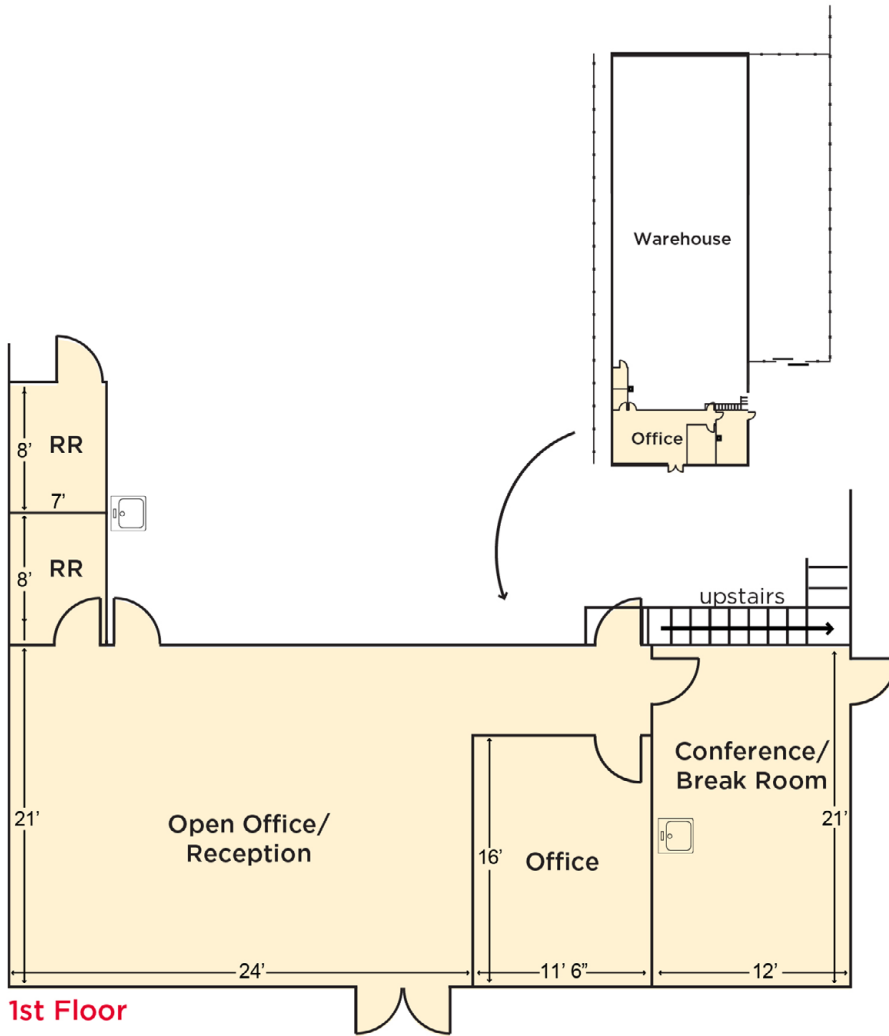 Warehouse
Office
8’
RR
7’
8’
RR
upstairs
Conference/
Break Room
21’
Open Office/
Reception
21’
16’
Office
24’
11’ 6”
12’
1st Floor